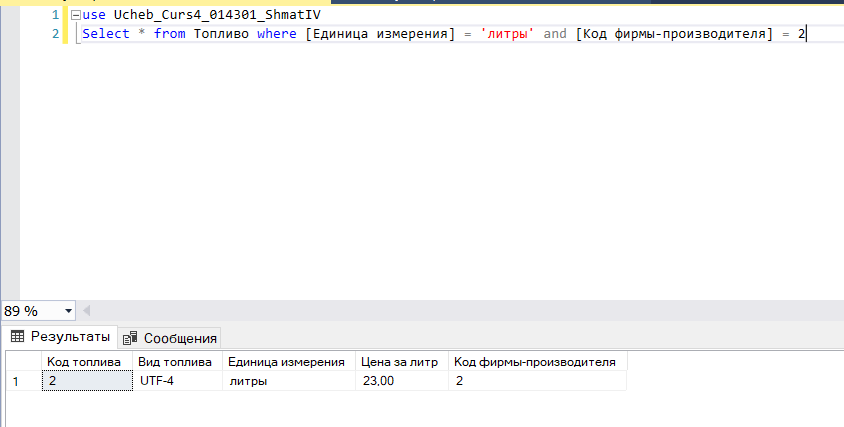 1 use Ucheb_Curs4_014301_ShmatIV
2 Select * from Топливо where [Единица измерения] = 'литры' and [Код фирмы-производителя] = 2
89 %
Результаты Сообщения
Код топлива Вид топлива Единица измерения Цена за литр Код фирмы-производителя
1 2 UTF-4 литры 23,00 2